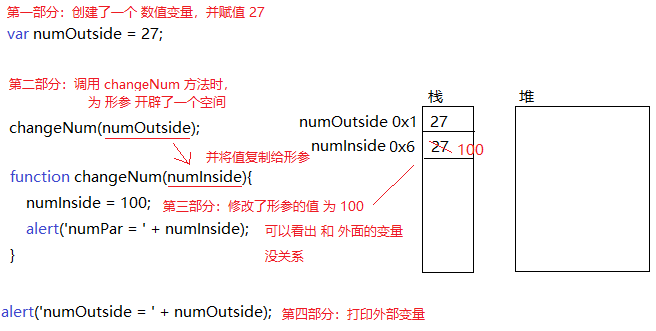 第一部分：创建了一个 数值变量，并赋值 27
var numOutside = 27;
第二部分：调用 changeNum 方法时，
为 形参 开辟了一个空间
changeNum(numOutside);
并将值复制给形参
function changeNum(numInside){
numInside = 100; 第三部分：修改了形参的值 为 100
alert('numPar = ' + numInside); 可以看出 和 外面的变量
没关系
}
alert('numOutside = ' + numOutside); 第四部分：打印外部变量
栈 堆
numOutside 0x1 27
numInside 0x6 27 100